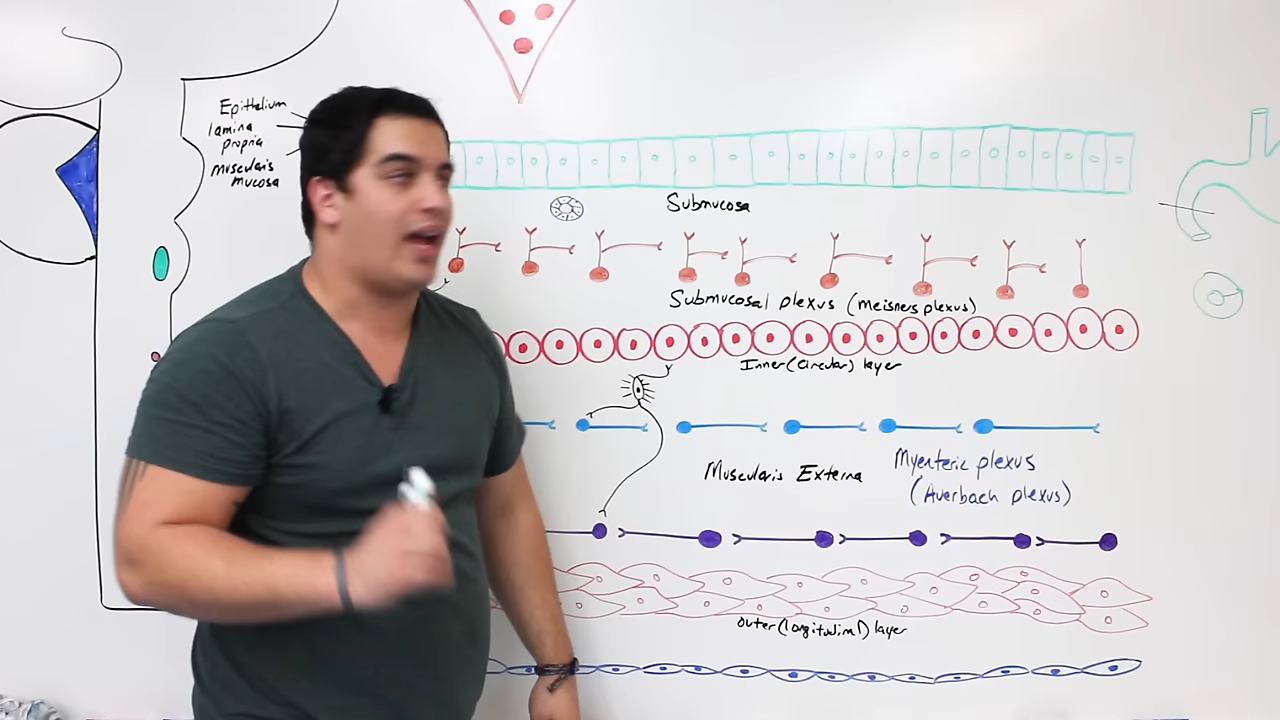 Epithelium
lamina
propria
muscularis
mucosa
Submucosa
Submucosal plexus (Meisners plexus)
Inner (circular) layer
Muscularis Externa
Myenteric plexus
(Auerbach plexus)
Outer (longitudinal) layer